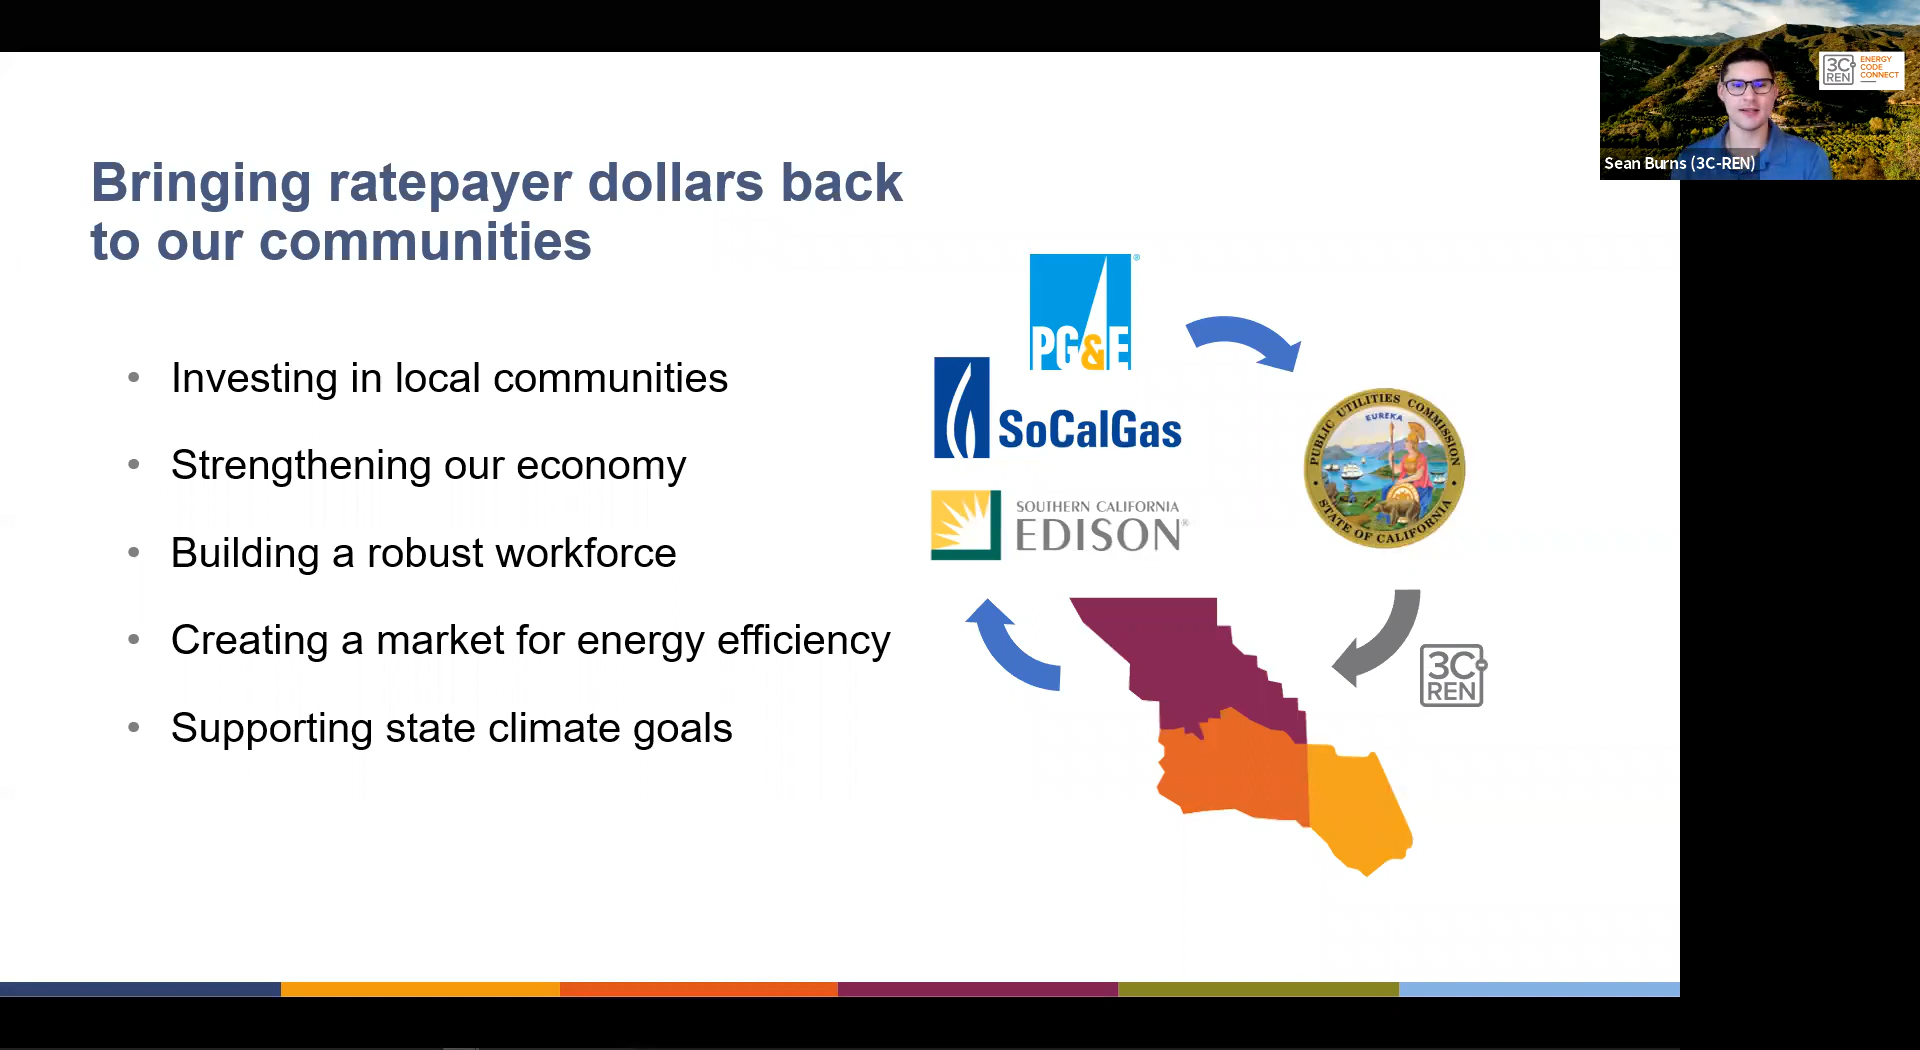 Bringing ratepayer dollars back
to our communities
• Investing in local communities
• Strengthening our economy
• Building a robust workforce
• Creating a market for energy efficiency
• Supporting state climate goals
PG&E®
SoCalGas
SOUTHERN CALIFORNIA
EDISON®
PUBLIC UTILITIES COMMISSION
EUREKA
STATE OF CALIFORNIA
3C
REN
3C
REN
ENERGY
CODE
CONNECT
Sean Burns (3C-REN)